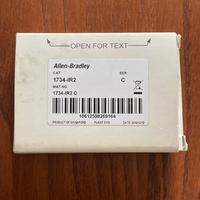 OPEN FOR TEXT
Allen-Bradley
CAT SER
1734-IR2 C
MAT NO
1734-IR2 C
10612598269164
PRODUCT OF SINGAPORE